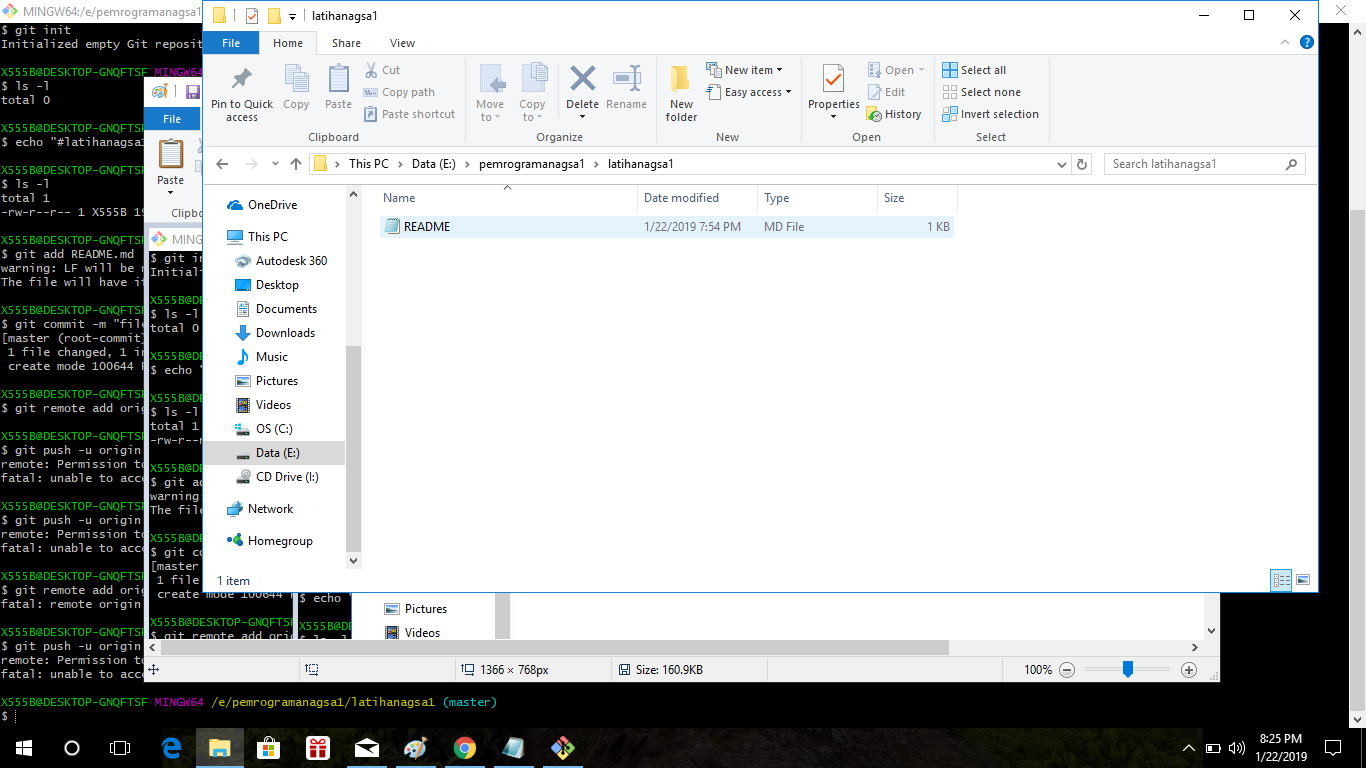 MINGW64:/e/pemrogramanagsa1
$ git init
Initialized empty Git reposit
X555B@DESKTOP-GNQFTSF MINGW64
$ ls -l
total 0
X555B@DESKTOP-GNQFTSF
$ echo "#latihanagsa1
X555B@DESKTOP-GNQFTSF
$ ls -l
total 1
-rw-r--r-- 1 X555B 19
X555B@DESKTOP-GNQFTSF
$ git add README.md
warning: LF will be
The file will have
X555B@DESKTOP-GNQFTSF
$ git commit -m
[master (root-commit)
1 file changed, 1
create mode 100644
X555B@DESKTOP-GNQFTSF
$ git remote add orig
X555B@DESKTOP-GNQFTSF
$ git push -u origin
remote: Permission to
fatal: unable to acce
X555B@DESKTOP-GNQFTSF
$ git push -u origin
remote: Permission to
fatal: unable to acce
X555B@DESKTOP-GNQFTSF
$ git remote add orig
fatal: remote origin
X555B@DESKTOP-GNQFTSF
$ git push -u origin
remote: Permission to
fatal: unable to acce
X555B@DESKTOP-GNQFTSF MINGW64 /e/pemrogramanagsa1/latihanagsa1 (master)
$
File
Paste
Clipb
MING
$ git in
Initiali
X555B@DE
$ ls -l
total 0
X555B@DE
$ echo "
X555B@DE
$ ls -l
total 1
-rw-r--r
X555B@DE
$ git ad
warning
The file
X555B@DE
$ git co
[master
1 file
create mode 100644
X555B@DESKTOP-GNQFTSF
$ git remote add orig
$ echo "
X555B@DE
$ ls -l
Pictures
Videos
1366 × 768px
Size: 160.9KB
100%
latihanagsa1
File
Home
Share
View
Pin to Quick access
Copy
Paste
Cut
Copy path
Paste shortcut
Clipboard
Move to
Copy to
Delete
Rename
Organize
New folder
New item
Easy access
New
Properties
Open
Edit
History
Open
Select all
Select none
Invert selection
Select
This PC
Data (E:)
pemrogramanagsa1
latihanagsa1
Search latihanagsa1
Name
Date modified
Type
Size
README
1/22/2019 7:54 PM
MD File
1 KB
OneDrive
This PC
Autodesk 360
Desktop
Documents
Downloads
Music
Pictures
Videos
OS (C:)
Data (E:)
CD Drive (I:)
Network
Homegroup
1 item
8:25 PM
1/22/2019